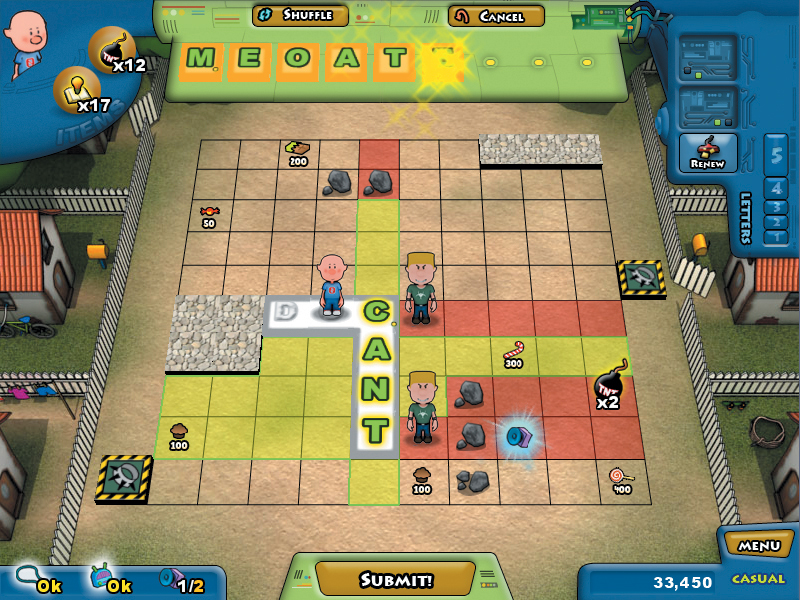 SHUFFLE
CANCEL
x12
M E O A T
x17
ITEMS
200
RENEW
5
4
3
2
1
LETTERS
50
D
C
A
300
N
x2
T
100
100
400
MENU
Ok
Ok
1/2
SUBMIT!
33,450
CASUAL